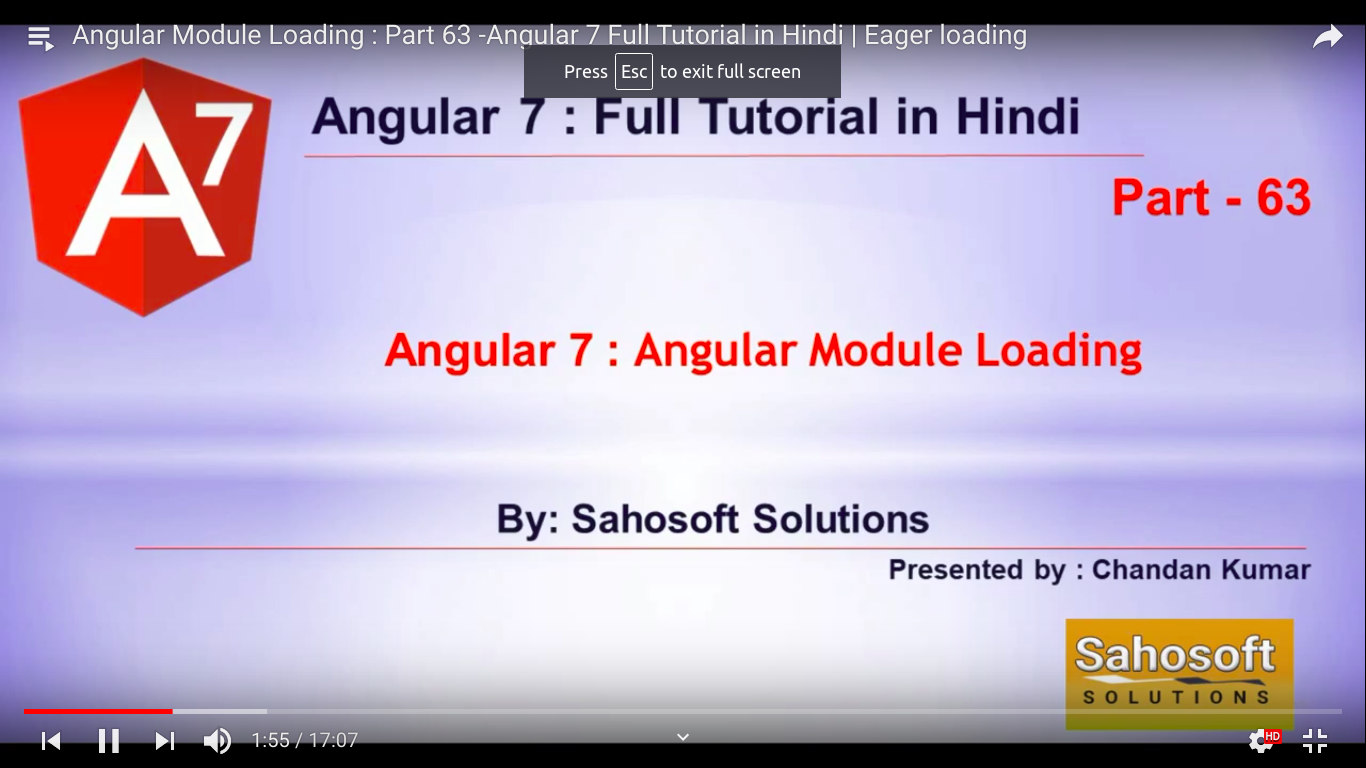 Angular Module Loading : Part 63 -Angular 7 Full Tutorial in Hindi | Eager loading
Press Esc to exit full screen
A7
Angular 7 : Full Tutorial in Hindi
Part - 63
Angular 7 : Angular Module Loading
By: Sahosoft Solutions
Presented by : Chandan Kumar
Sahosoft
SOLUTIONS
1:55 / 17:07
HD